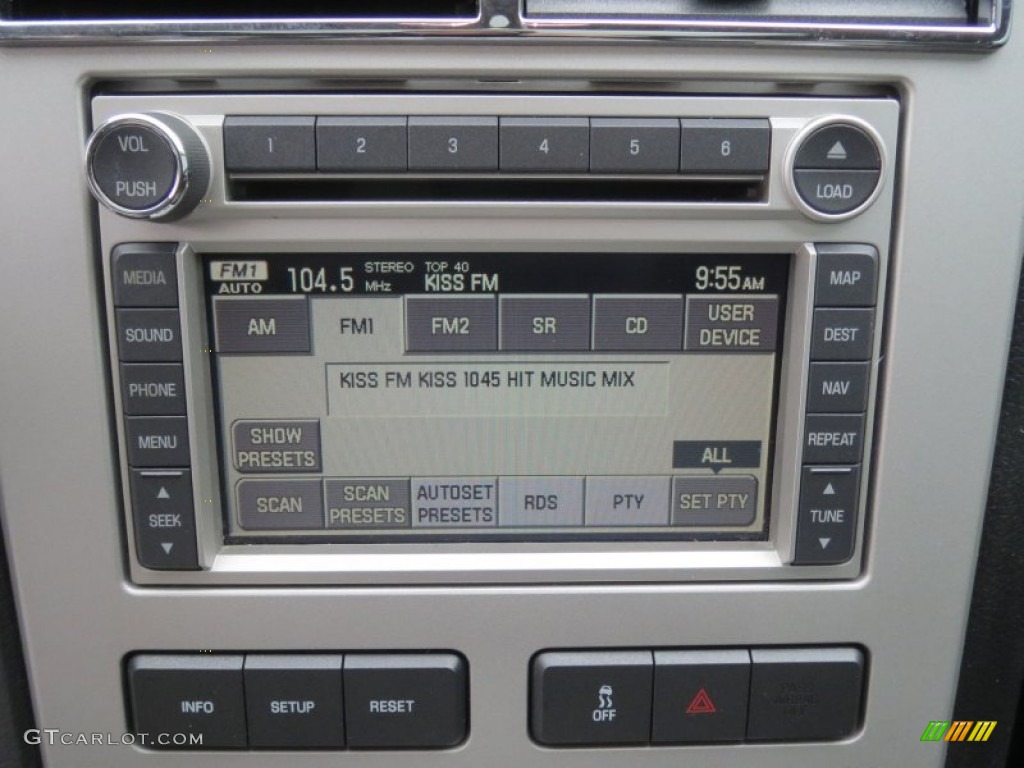 VOL
PUSH
1 2 3 4 5 6
LOAD
MEDIA
SOUND
PHONE
MENU
SEEK
FM1
AUTO
104.5 MHz
STEREO
TOP 40
KISS FM
9:55 AM
AM
FM1
FM2
SR
CD
USER
DEVICE
KISS FM KISS 1045 HIT MUSIC MIX
SHOW
PRESETS
ALL
SCAN
SCAN
PRESETS
AUTOSET
PRESETS
RDS
PTY
SET PTY
MAP
DEST
NAV
REPEAT
TUNE
INFO
SETUP
RESET
OFF
GTCARLOT.COM